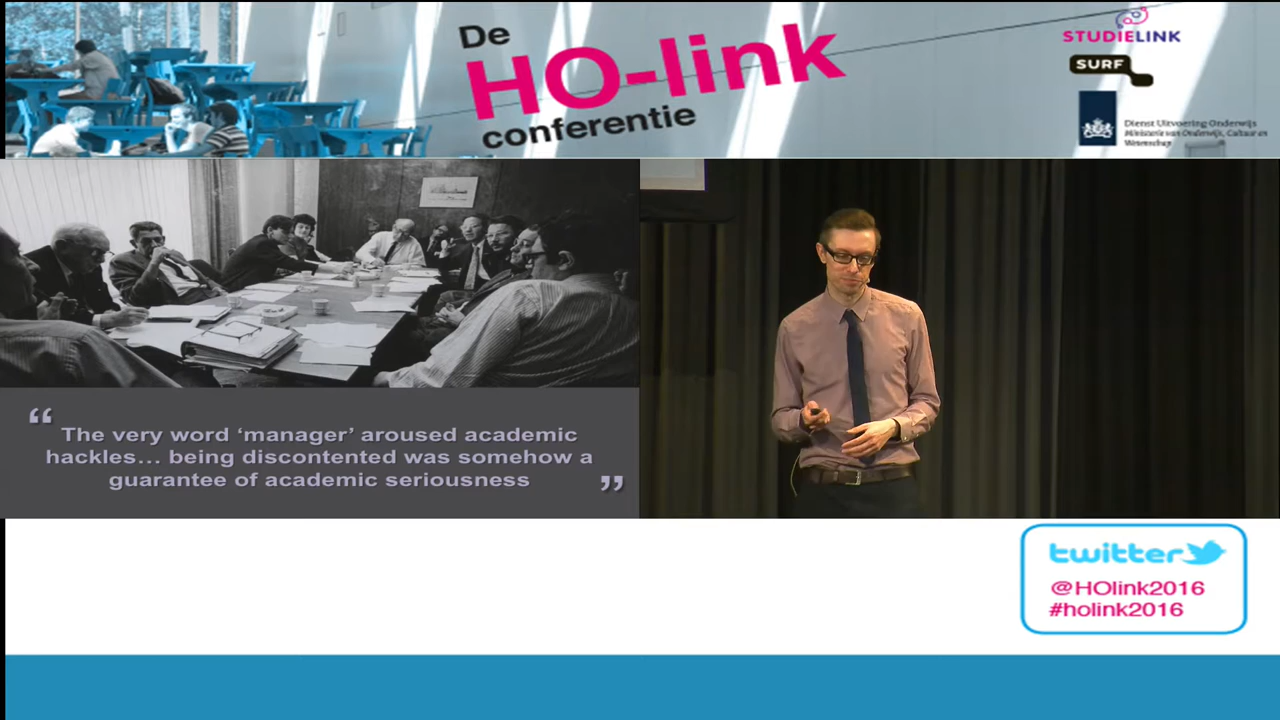 De
HO-link
conferentie
STUDIELINK
SURF
Dienst Uitvoering Onderwijs
Ministerie van Onderwijs, Cultuur en
Wetenschap
“
The very word ‘manager’ aroused academic
hackles... being discontented was somehow a
guarantee of academic seriousness
”
twitter
@HOlink2016
#holink2016